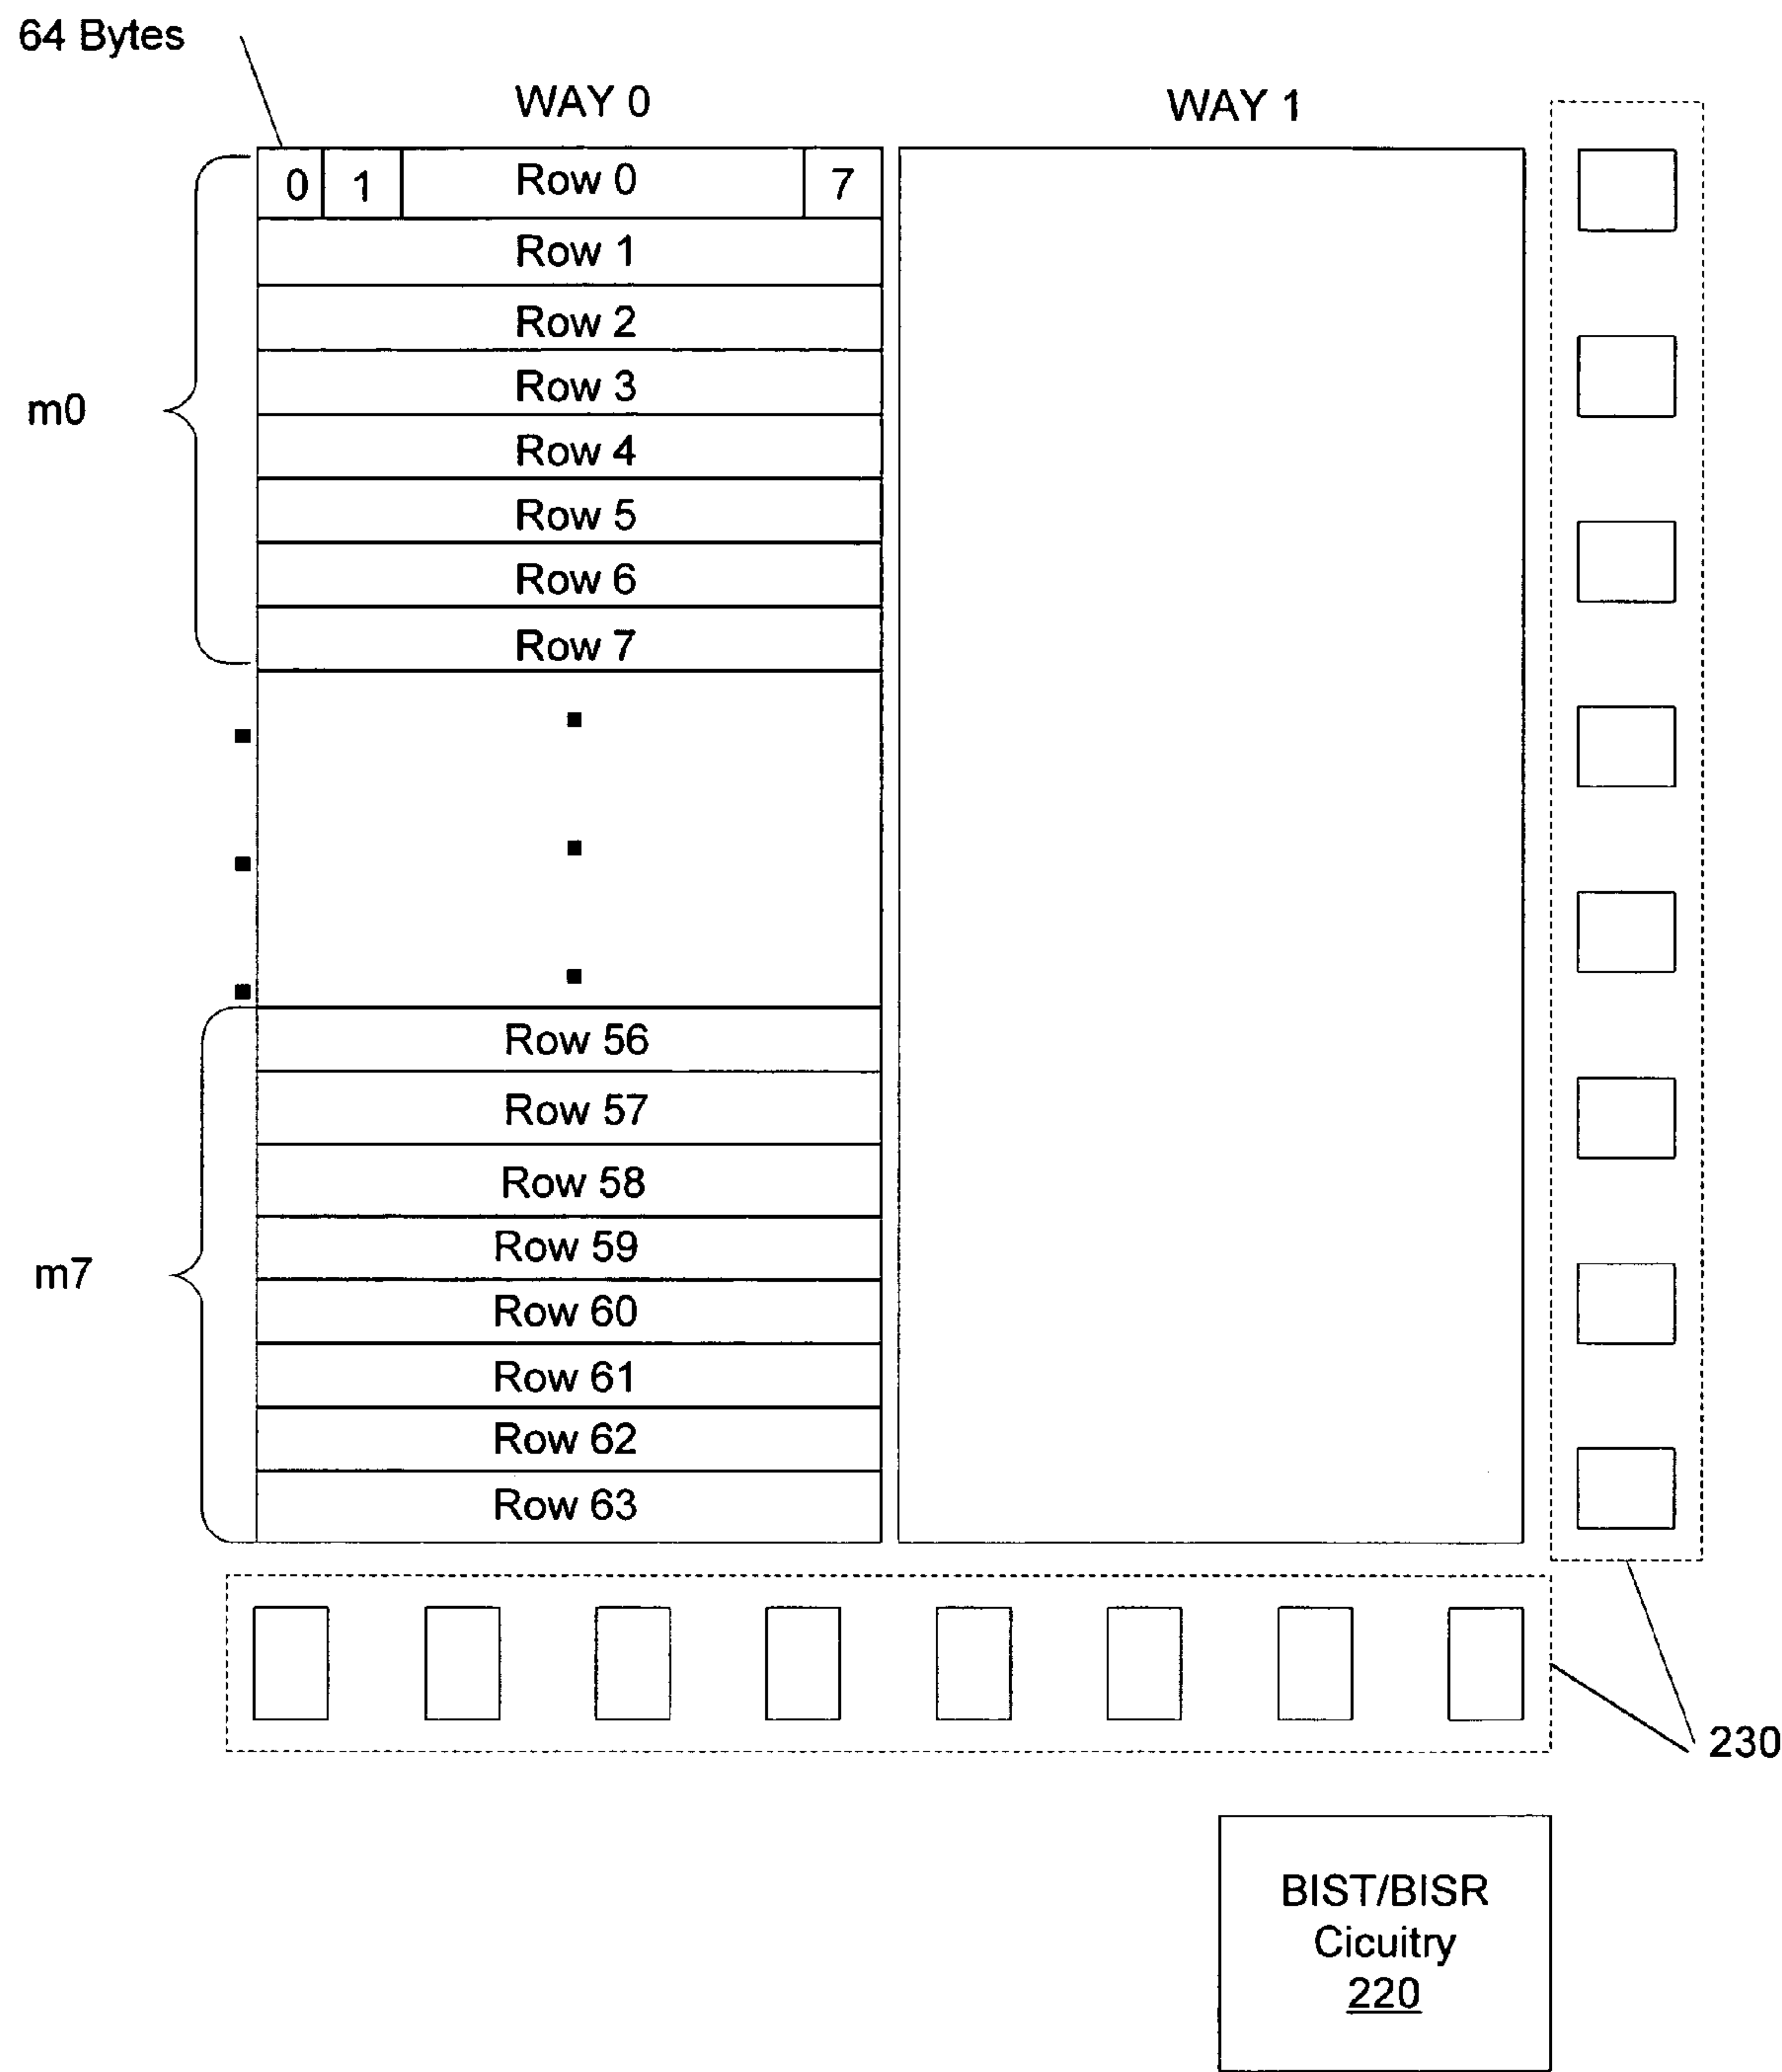 64 Bytes
WAY 0
WAY 1
0 1 Row 0 7
Row 1
Row 2
Row 3
m0
Row 4
Row 5
Row 6
Row 7
Row 56
Row 57
Row 58
Row 59
m7
Row 60
Row 61
Row 62
Row 63
230
BIST/BISR
Cicuitry
220